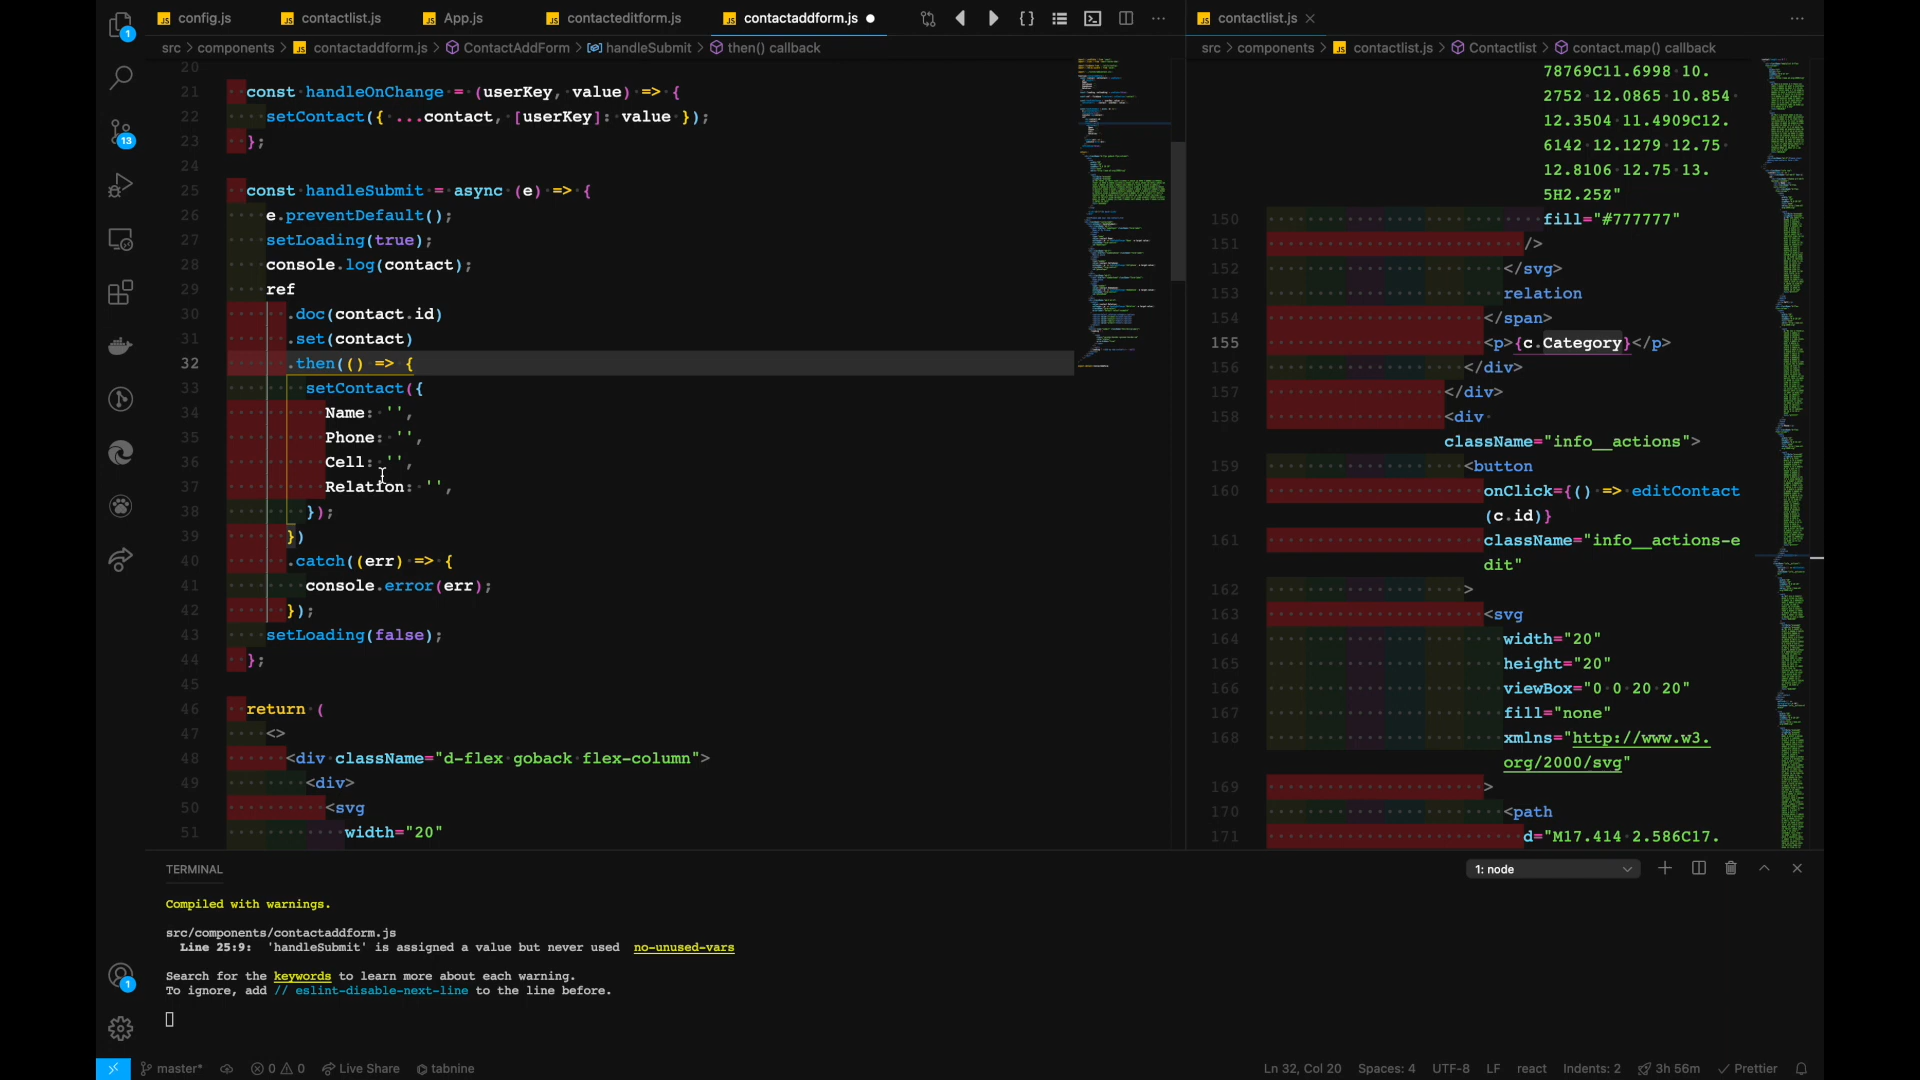 config.js contactlist.js App.js contacteditform.js contactaddform.js
contactlist.js
src > components > contactaddform.js > ContactAddForm > handleSubmit > then() callback
src > components > contactlist.js > Contactlist > contact.map() callback
20
21 const handleOnChange = (userKey, value) => {
22 setContact({ ...contact, [userKey]: value });
23 };
24
25 const handleSubmit = async (e) => {
26 e.preventDefault();
27 setLoading(true);
28 console.log(contact);
29 ref
30 .doc(contact.id)
31 .set(contact)
32 .then(() => {
33 setContact({
34 Name: '',
35 Phone: '',
36 Cell: '',
37 Relation: '',
38 });
39 })
40 .catch((err) => {
41 console.error(err);
42 });
43 setLoading(false);
44 };
45
46 return (
47 <>
48 <div className="d-flex goback flex-column">
49 <div>
50 <svg
51 width="20"
78769C11.6998 10.
2752 12.0865 10.854
12.3504 11.4909C12.
6142 12.1279 12.75
12.8106 12.75 13.
5H2.25Z"
150 fill="#777777"
151 />
152 </svg>
153 relation
154 </span>
155 <p>{c.Category}</p>
156 </div>
157 </div>
158 <div
className="info__actions">
159 <button
160 onClick={() => editContact
(c.id)}
161 className="info__actions-e
dit"
162 >
163 <svg
164 width="20"
165 height="20"
166 viewBox="0 0 20 20"
167 fill="none"
168 xmlns="http://www.w3.
org/2000/svg"
169 >
170 <path
171 d="M17.414 2.586C17.
TERMINAL
1: node
Compiled with warnings.
src/components/contactaddform.js
Line 25:9: 'handleSubmit' is assigned a value but never used no-unused-vars
Search for the keywords to learn more about each warning.
To ignore, add // eslint-disable-next-line to the line before.
1
13
1
master* 0 0 Live Share tabnine
Ln 32, Col 20 Spaces: 4 UTF-8 LF react Indents: 2 3h 56m Prettier